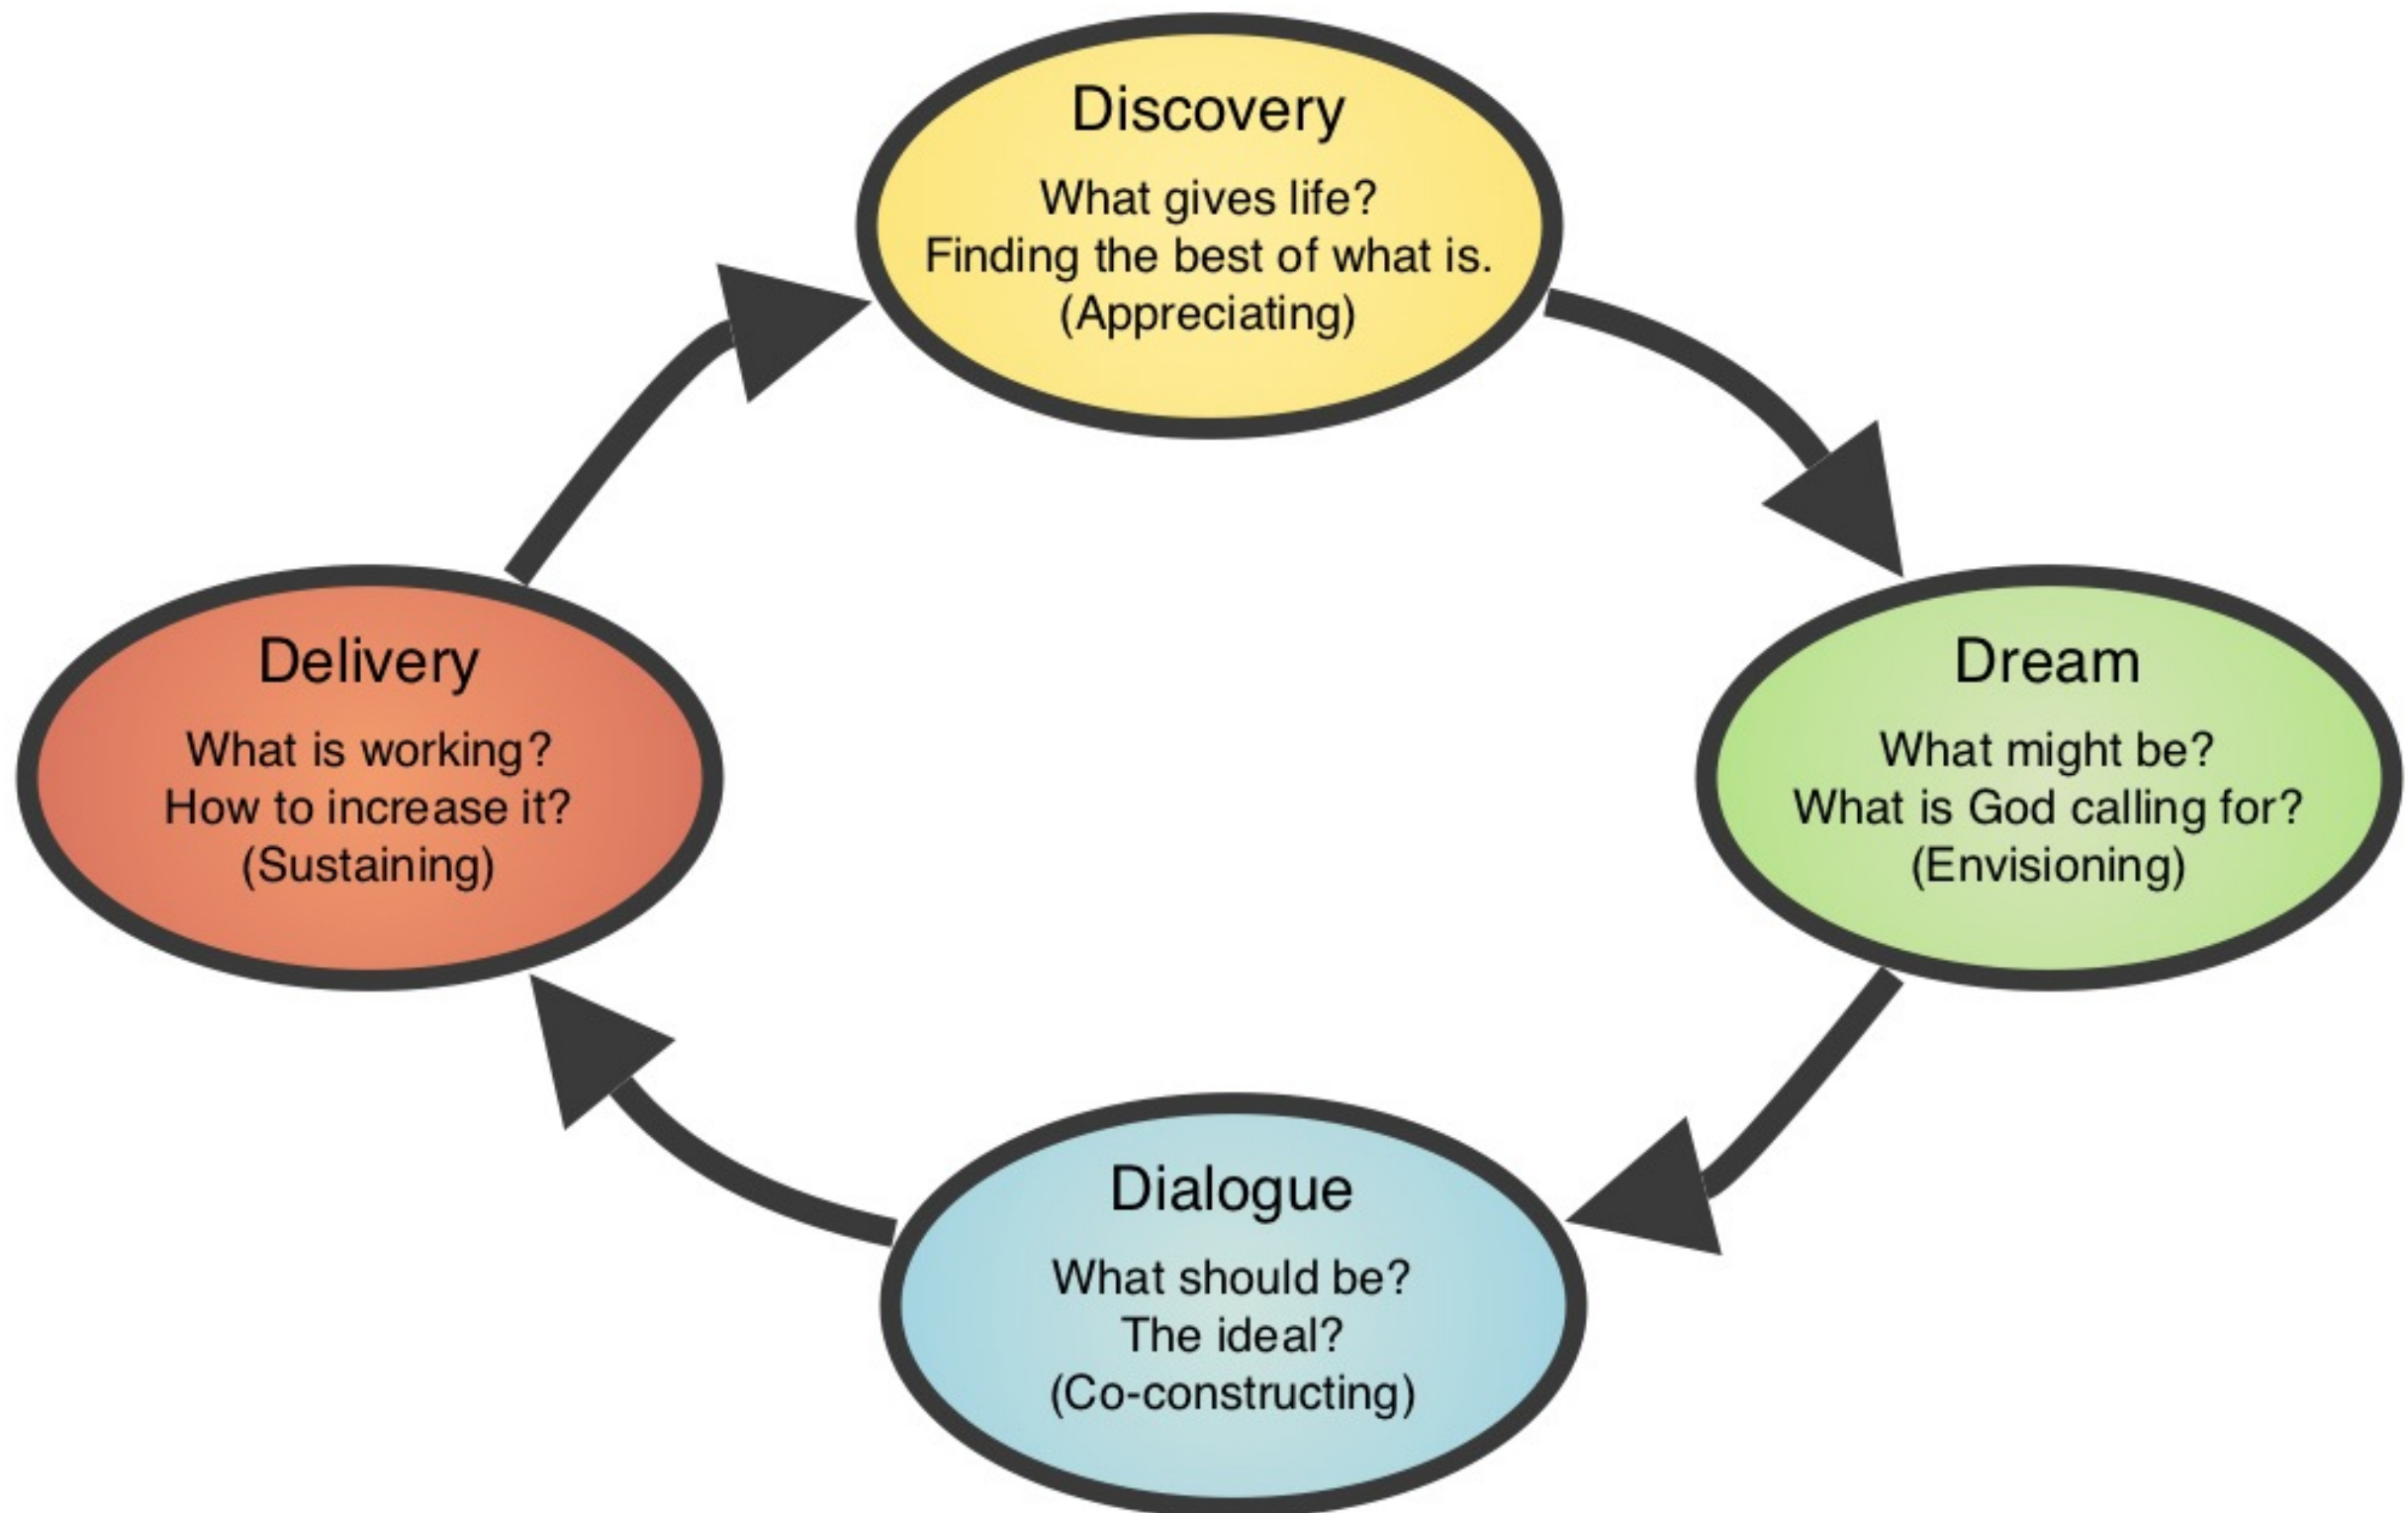 Discovery
What gives life?
Finding the best of what is.
(Appreciating)
Dream
What might be?
What is God calling for?
(Envisioning)
Dialogue
What should be?
The ideal?
(Co-constructing)
Delivery
What is working?
How to increase it?
(Sustaining)